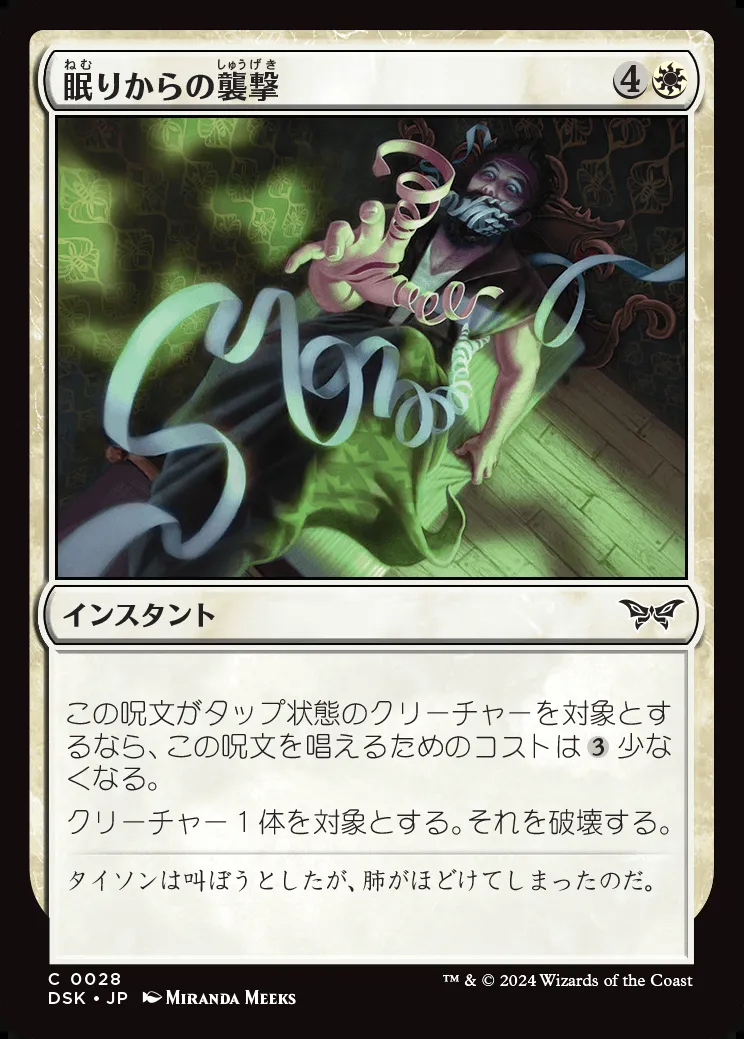 ねむ しゅうげき
眠りからの襲撃 4
インスタント
この呪文がタップ状態のクリーチャーを対象とす
るなら、この呪文を唱えるためのコストは3少な
くなる。
クリーチャー1体を対象とする。それを破壊する。
タイソンは叫ぼうとしたが、肺がほどけてしまったのだ。
C 0028
DSK • JP MIRANDA MEEKS
™ & © 2024 Wizards of the Coast